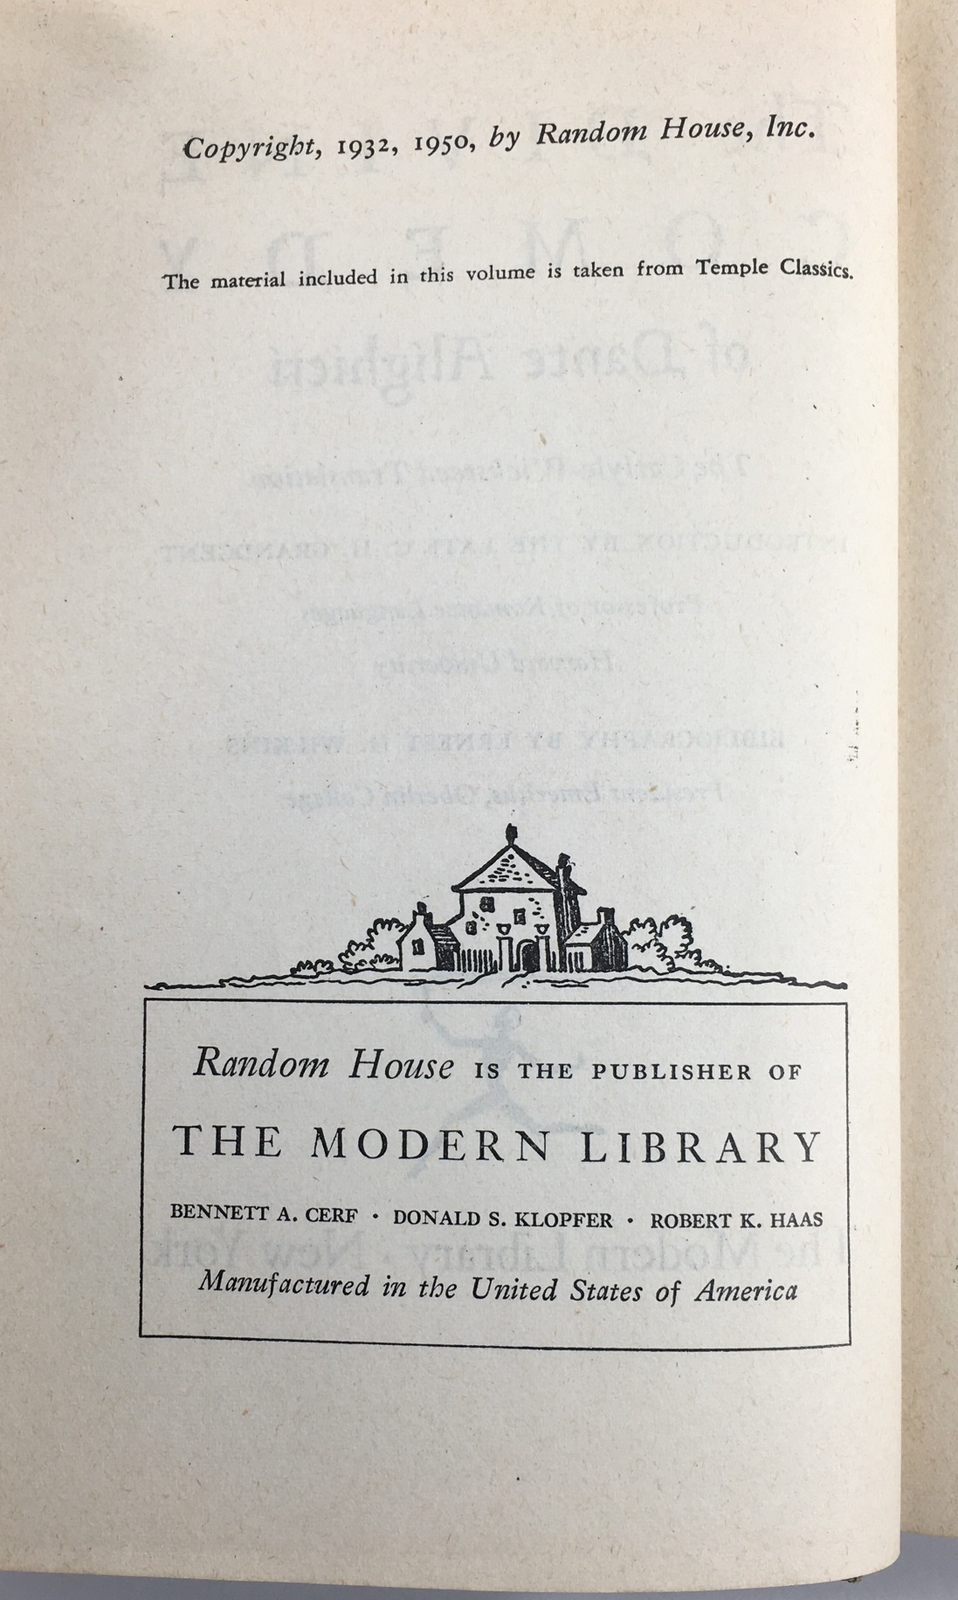 Copyright, 1932, 1950, by Random House, Inc.
The material included in this volume is taken from Temple Classics.
Random House IS THE PUBLISHER OF
THE MODERN LIBRARY
BENNETT A. CERF · DONALD S. KLOPFER · ROBERT K. HAAS
Manufactured in the United States of America